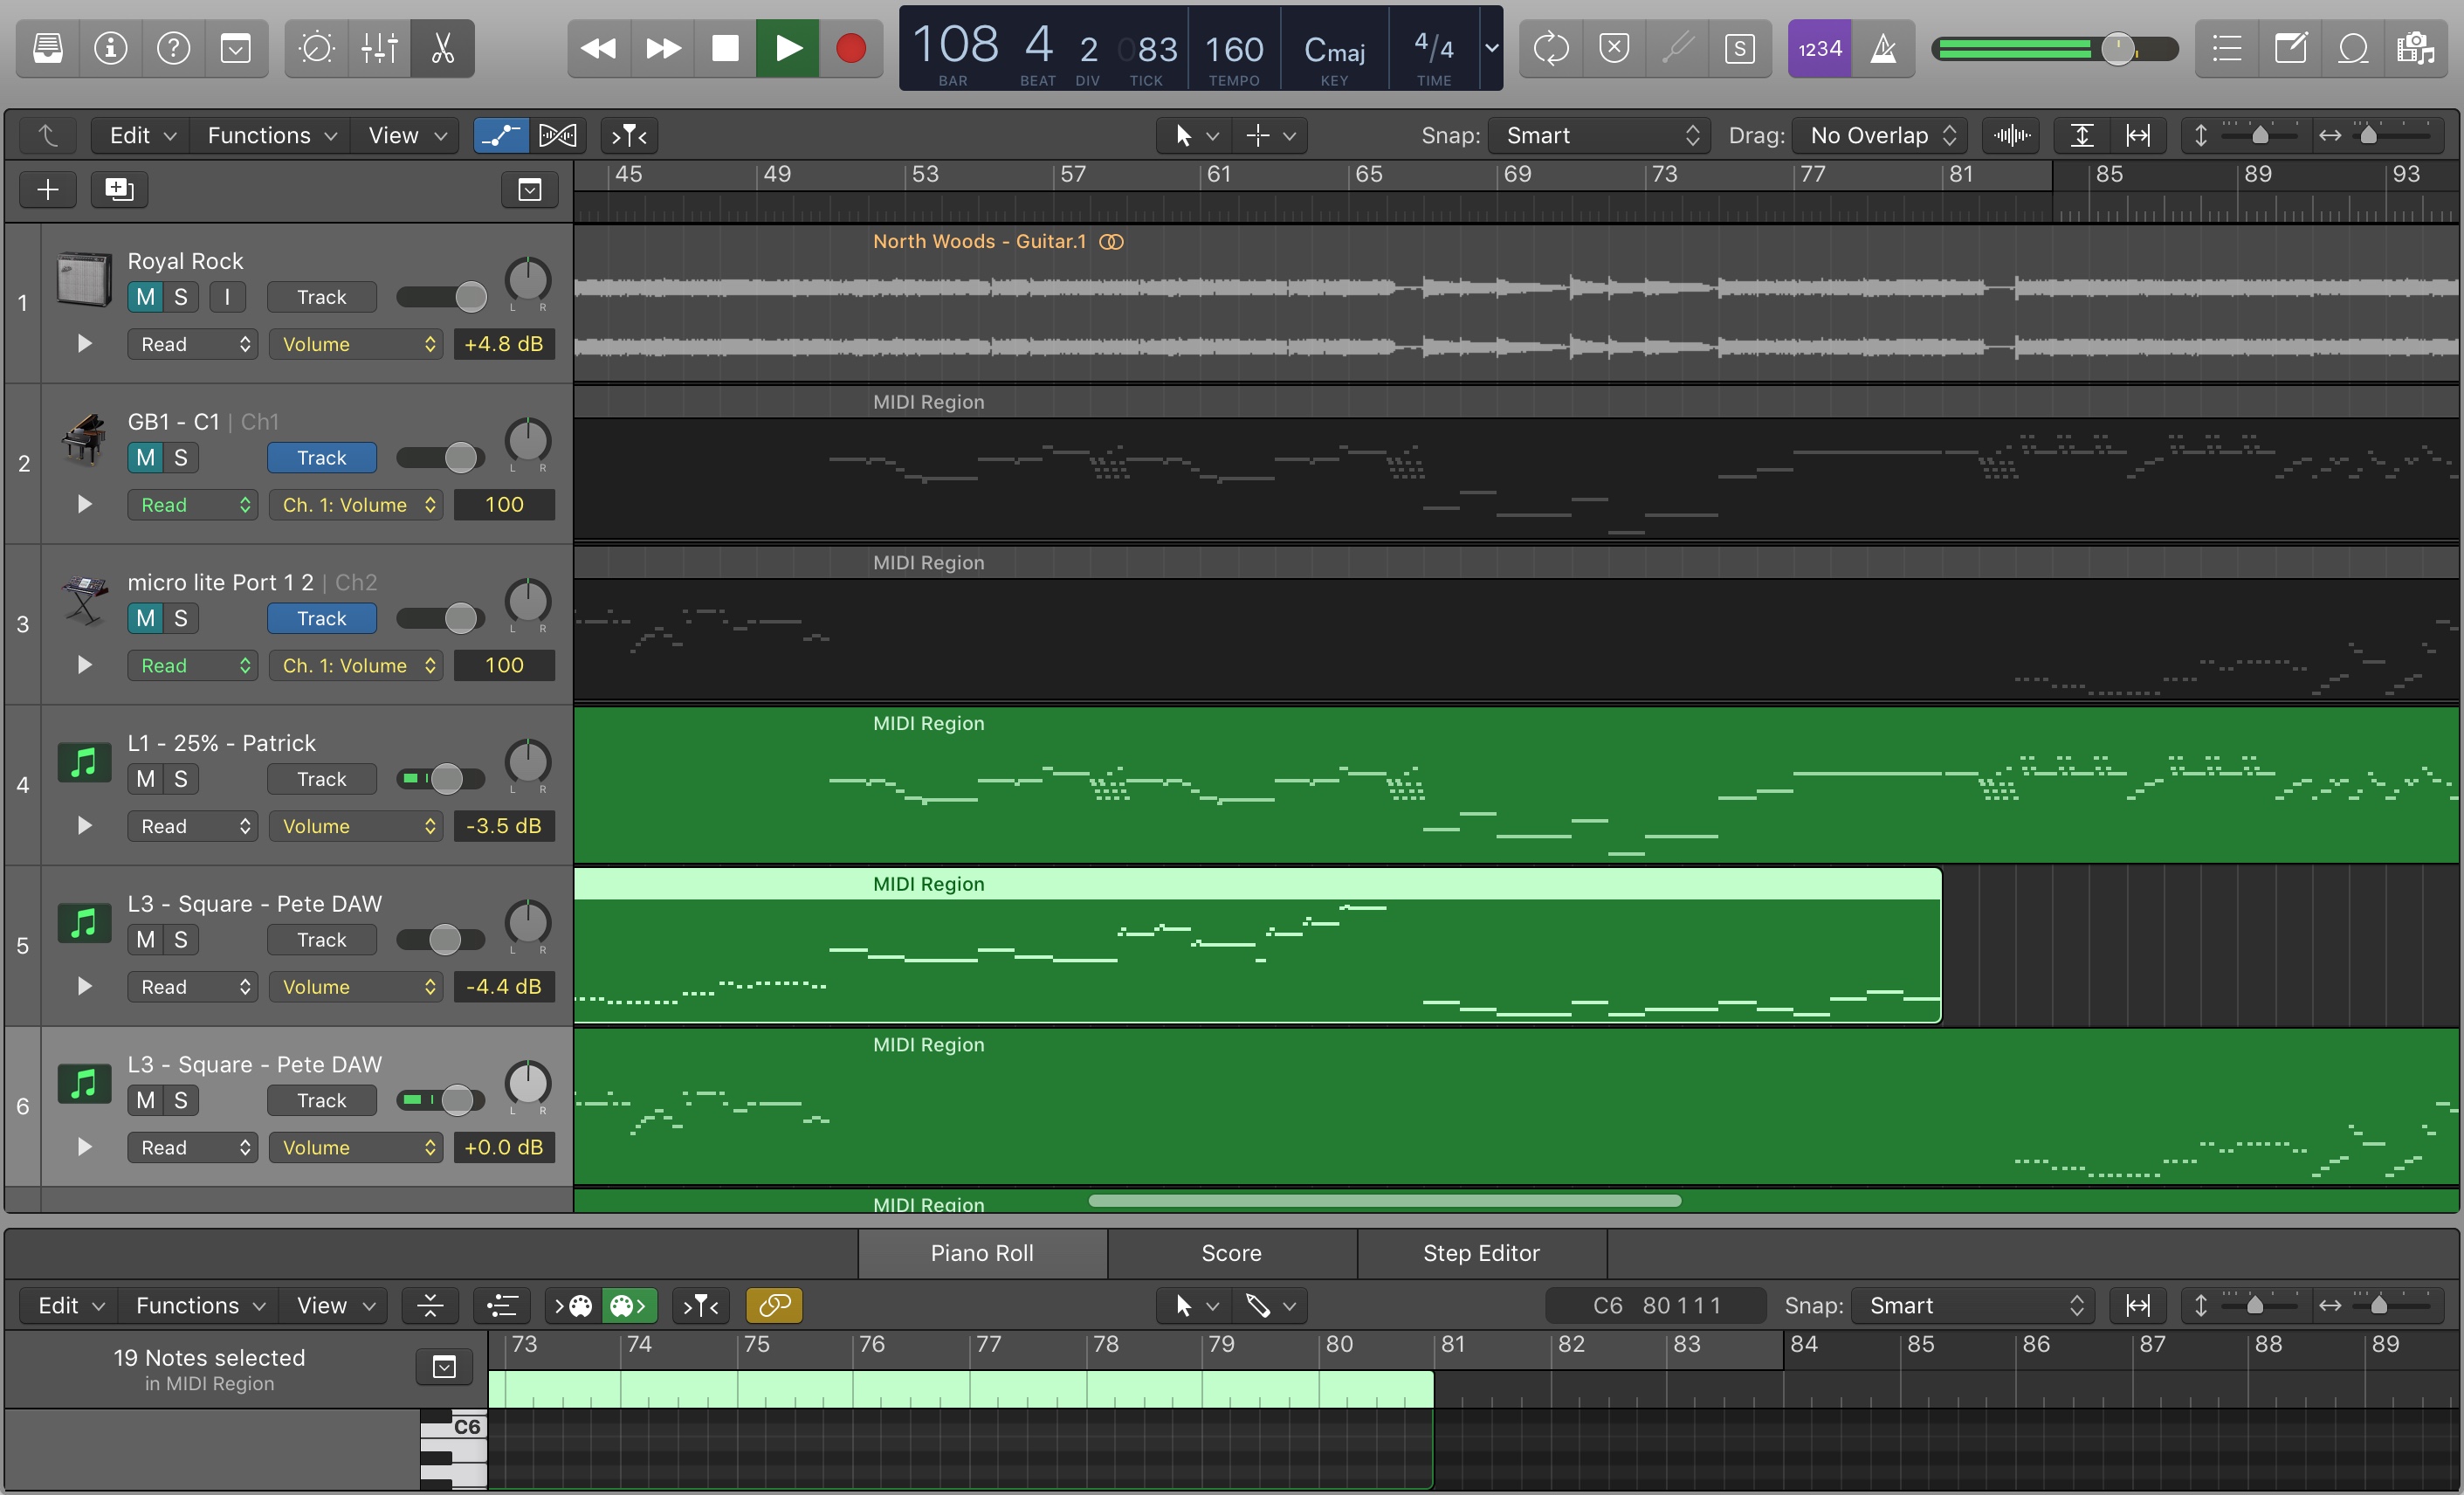 108 4 2 083 160 Cmaj 4/4 1234
BAR BEAT DIV TICK TEMPO KEY TIME
S
Edit Functions View Snap: Smart Drag: No Overlap
45 49 53 57 61 65 69 73 77 81 85 89 93
North Woods - Guitar.1
1 Royal Rock
M S I Track L R
Read Volume +4.8 dB
MIDI Region
2 GB1 - C1 | Ch1
M S Track L R
Read Ch. 1: Volume 100
MIDI Region
3 micro lite Port 1 2 | Ch2
M S Track L R
Read Ch. 1: Volume 100
MIDI Region
4 L1 - 25% - Patrick
M S Track L R
Read Volume -3.5 dB
MIDI Region
5 L3 - Square - Pete DAW
M S Track L R
Read Volume -4.4 dB
MIDI Region
6 L3 - Square - Pete DAW
M S Track L R
Read Volume +0.0 dB
MIDI Region
Piano Roll Score Step Editor
Edit Functions View C6 80 1 1 1 Snap: Smart
73 74 75 76 77 78 79 80 81 82 83 84 85 86 87 88 89
19 Notes selected
in MIDI Region
C6